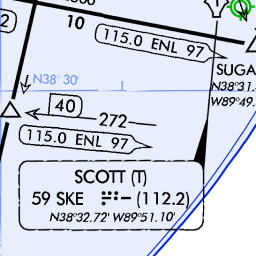 10
115.0 ENL 97
SUGA
N38°31.
W89°49.
N38° 30'
40
272
115.0 ENL 97
SCOTT (T)
59 SKE (112.2)
N38°32.72' W89°51.10'